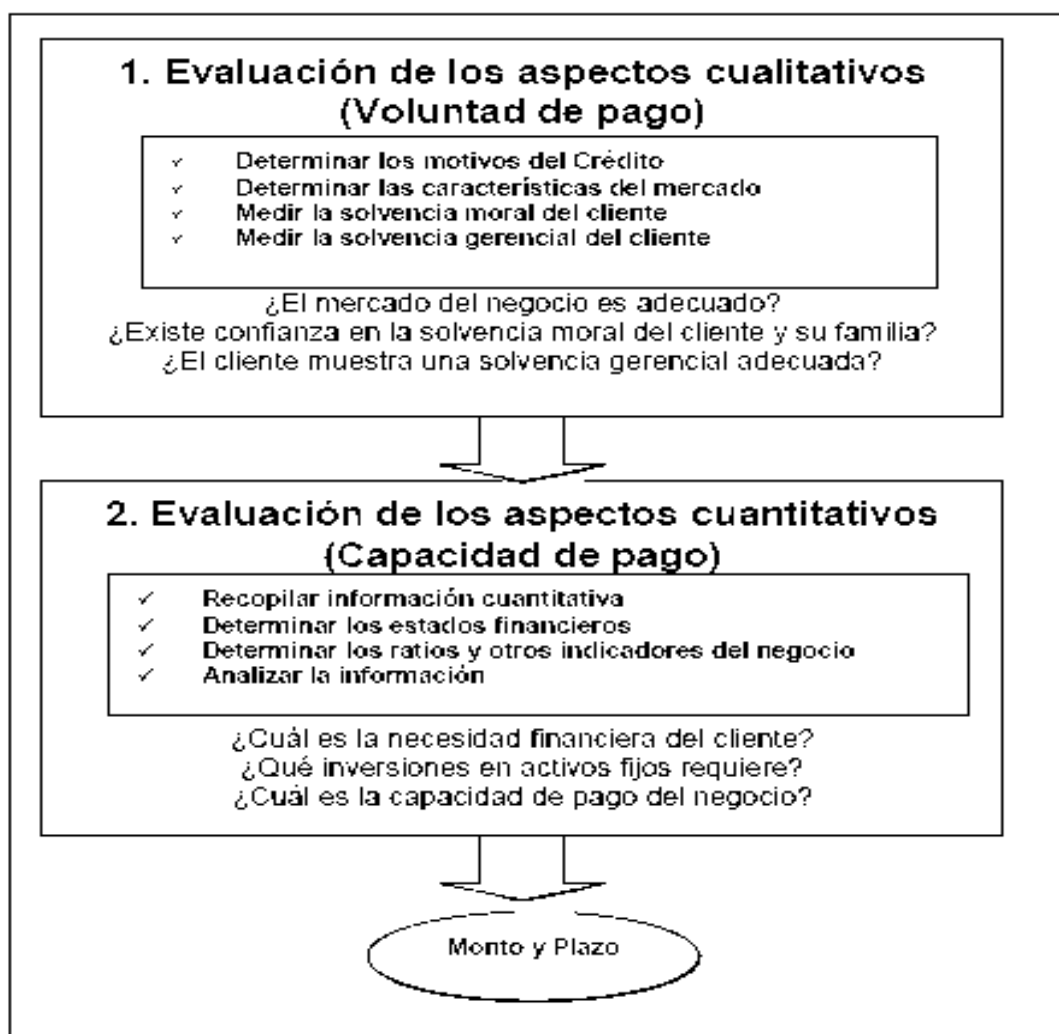 1. Evaluación de los aspectos cualitativos
(Voluntad de pago)
✓ Determinar los motivos del Crédito
✓ Determinar las características del mercado
✓ Medir la solvencia moral del cliente
✓ Medir la solvencia gerencial del cliente
¿El mercado del negocio es adecuado?
¿Existe confianza en la solvencia moral del cliente y su familia?
¿El cliente muestra una solvencia gerencial adecuada?
2. Evaluación de los aspectos cuantitativos
(Capacidad de pago)
✓ Recopilar información cuantitativa
✓ Determinar los estados financieros
✓ Determinar los ratios y otros indicadores del negocio
✓ Analizar la información
¿Cuál es la necesidad financiera del cliente?
¿Qué inversiones en activos fijos requiere?
¿Cuál es la capacidad de pago del negocio?
Monto y Plazo